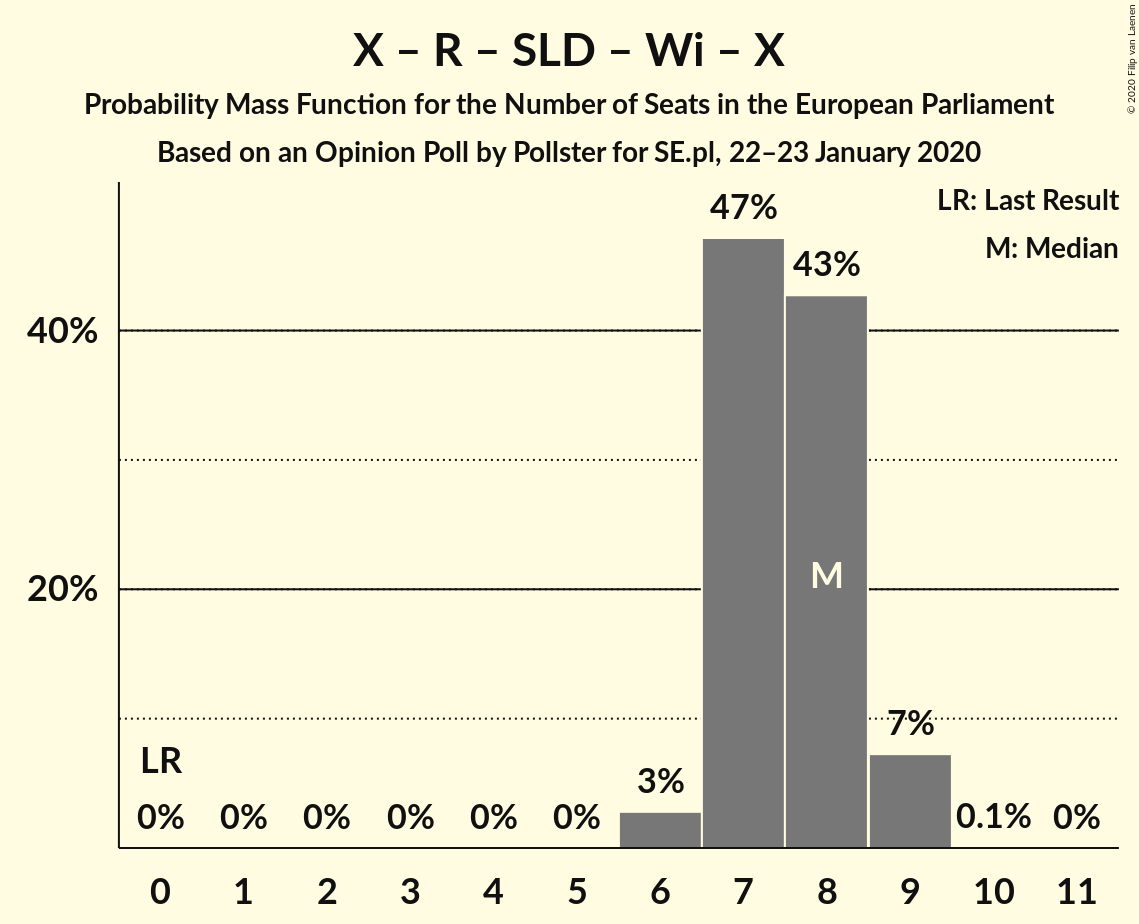 X – R – SLD – Wi – X
Probability Mass Function for the Number of Seats in the European Parliament
Based on an Opinion Poll by Pollster for SE.pl, 22–23 January 2020
© 2020 Filip van Laenen
LR: Last Result
M: Median
47%
43%
40%
20%
M
LR
7%
3%
0% 0% 0% 0% 0% 0% 0.1% 0%
0 1 2 3 4 5 6 7 8 9 10 11